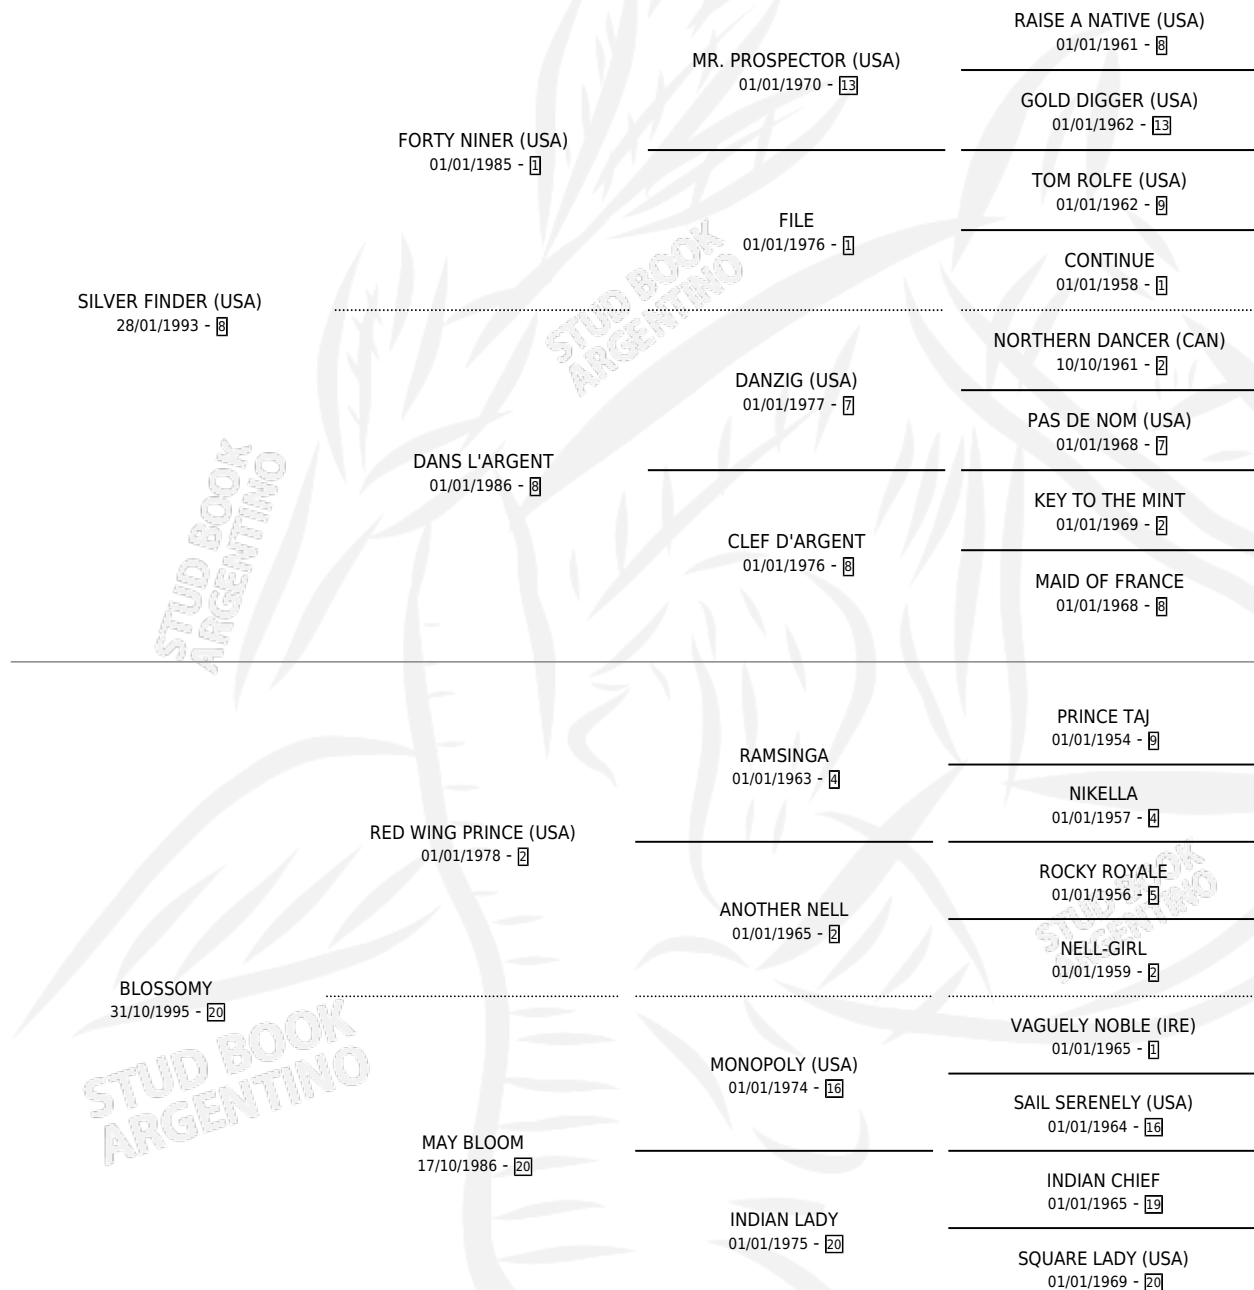 RAISE A NATIVE (USA)
01/01/1961 - 8
MR. PROSPECTOR (USA)
01/01/1970 - 13
GOLD DIGGER (USA)
01/01/1962 - 13
FORTY NINER (USA)
01/01/1985 - 1
TOM ROLFE (USA)
01/01/1962 - 9
FILE
01/01/1976 - 1
CONTINUE
01/01/1958 - 1
SILVER FINDER (USA)
28/01/1993 - 8
NORTHERN DANCER (CAN)
10/10/1961 - 2
DANZIG (USA)
01/01/1977 - 7
PAS DE NOM (USA)
01/01/1968 - 7
DANS L'ARGENT
01/01/1986 - 8
KEY TO THE MINT
01/01/1969 - 2
CLEF D'ARGENT
01/01/1976 - 8
MAID OF FRANCE
01/01/1968 - 8
PRINCE TAJ
01/01/1954 - 9
RAMSINGA
01/01/1963 - 4
NIKELLA
01/01/1957 - 4
RED WING PRINCE (USA)
01/01/1978 - 2
ROCKY ROYALE
01/01/1956 - 5
ANOTHER NELL
01/01/1965 - 2
NELL-GIRL
01/01/1959 - 2
BLOSSOMY
31/10/1995 - 20
VAGUELY NOBLE (IRE)
01/01/1965 - 1
MONOPOLY (USA)
01/01/1974 - 16
SAIL SERENELY (USA)
01/01/1964 - 16
MAY BLOOM
17/10/1986 - 20
INDIAN CHIEF
01/01/1965 - 19
INDIAN LADY
01/01/1975 - 20
SQUARE LADY (USA)
01/01/1969 - 20
STUD BOOK
ARGENTINO
STUD BOOK
ARGENTINO
STUD BOOK
ARGENTINO
STUD BOOK
ARGENTINO